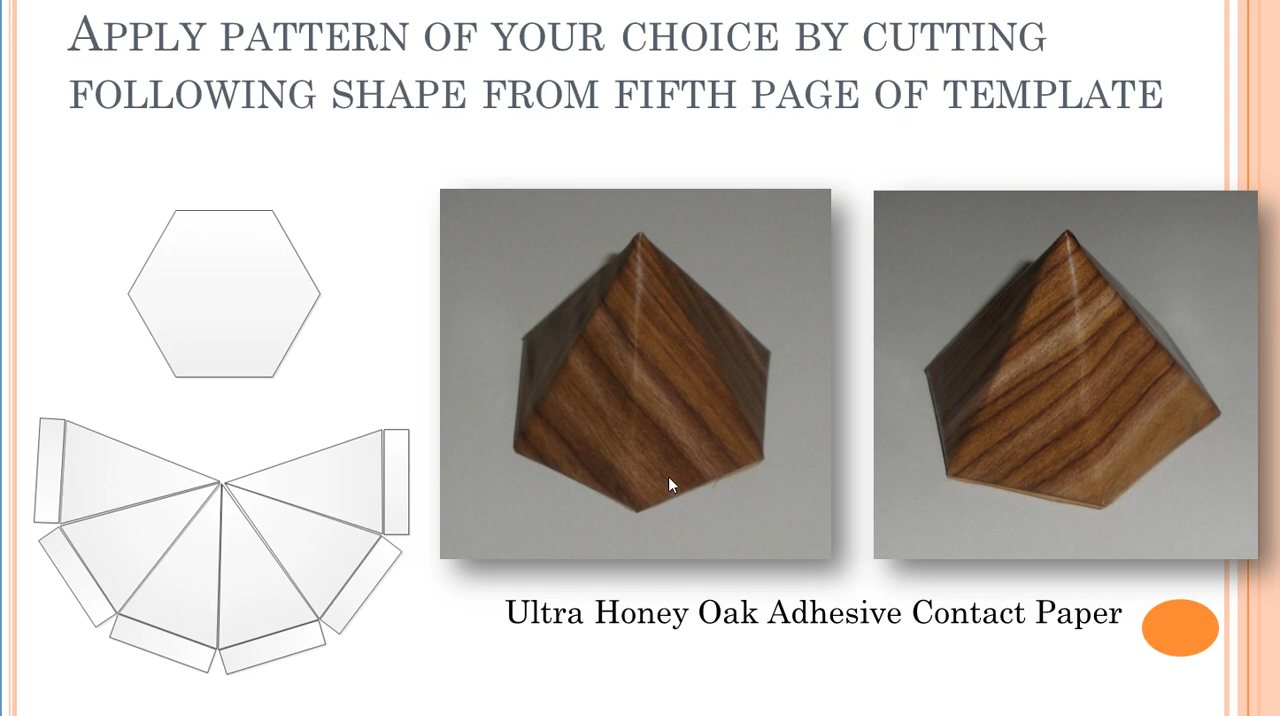 Apply pattern of your choice by cutting
following shape from fifth page of template
Ultra Honey Oak Adhesive Contact Paper